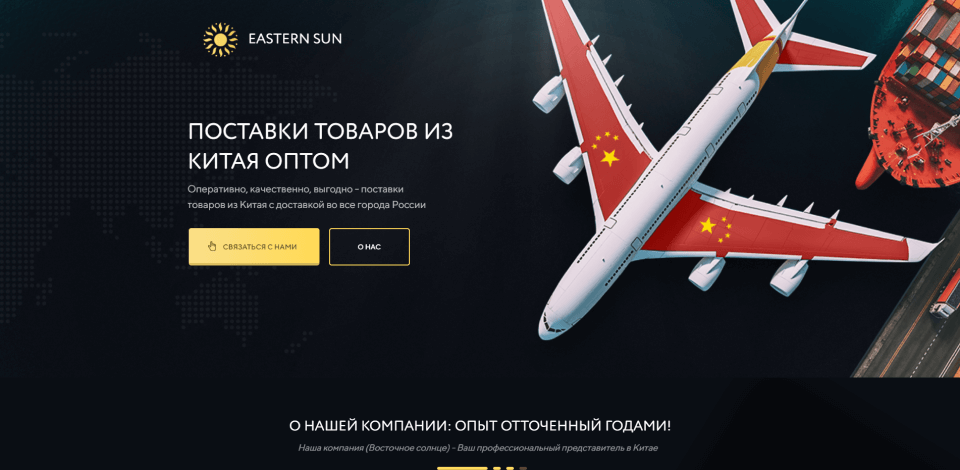 EASTERN SUN
ПОСТАВКИ ТОВАРОВ ИЗ
КИТАЯ ОПТОМ
Оперативно, качественно, выгодно - поставки
товаров из Китая с доставкой во все города России
СВЯЗАТЬСЯ С НАМИ
О НАС
О НАШЕЙ КОМПАНИИ: ОПЫТ ОТТОЧЕННЫЙ ГОДАМИ!
Наша компания (Восточное солнце) - Ваш профессиональный представитель в Китае